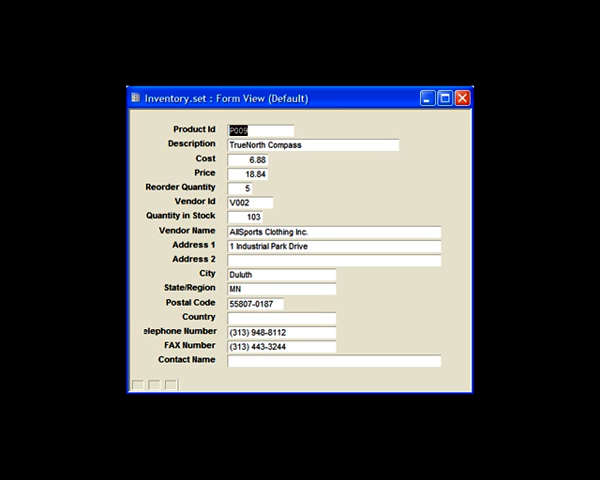 Inventory.set : Form View (Default)
Product Id P009
Description TrueNorth Compass
Cost 6.88
Price 18.84
Reorder Quantity 5
Vendor Id V002
Quantity in Stock 103
Vendor Name AllSports Clothing Inc.
Address 1 1 Industrial Park Drive
Address 2
City Duluth
State/Region MN
Postal Code 55807-0187
Country
elephone Number (313) 948-8112
FAX Number (313) 443-3244
Contact Name